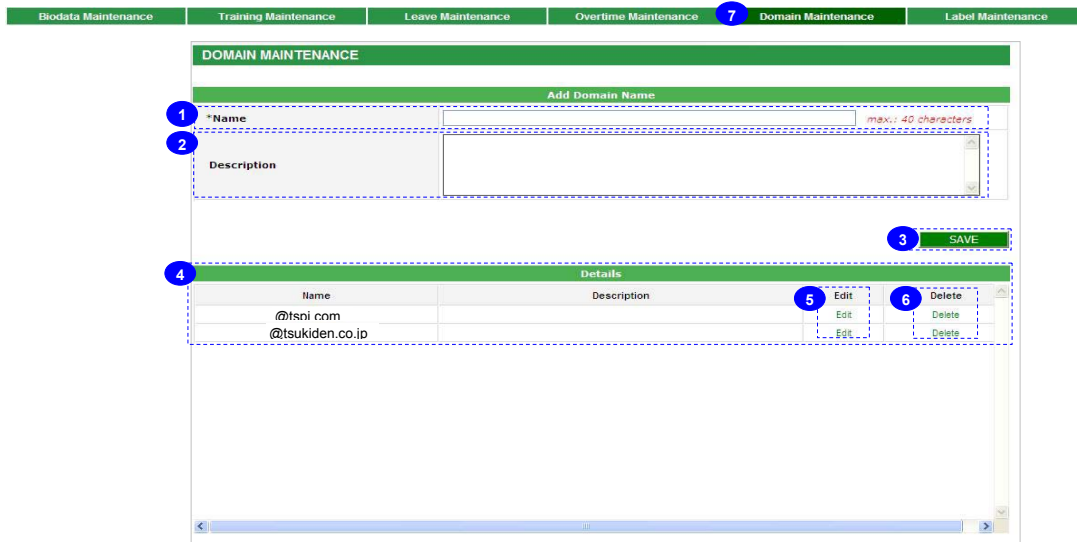 Biodata Maintenance Training Maintenance Leave Maintenance Overtime Maintenance 7 Domain Maintenance Label Maintenance
DOMAIN MAINTENANCE
Add Domain Name
1 *Name max.: 40 characters
2
Description
3 SAVE
4 Details
Name Description 5 Edit 6 Delete
@tspi.com Edit Delete
@tsukiden.co.jp Edit Delete